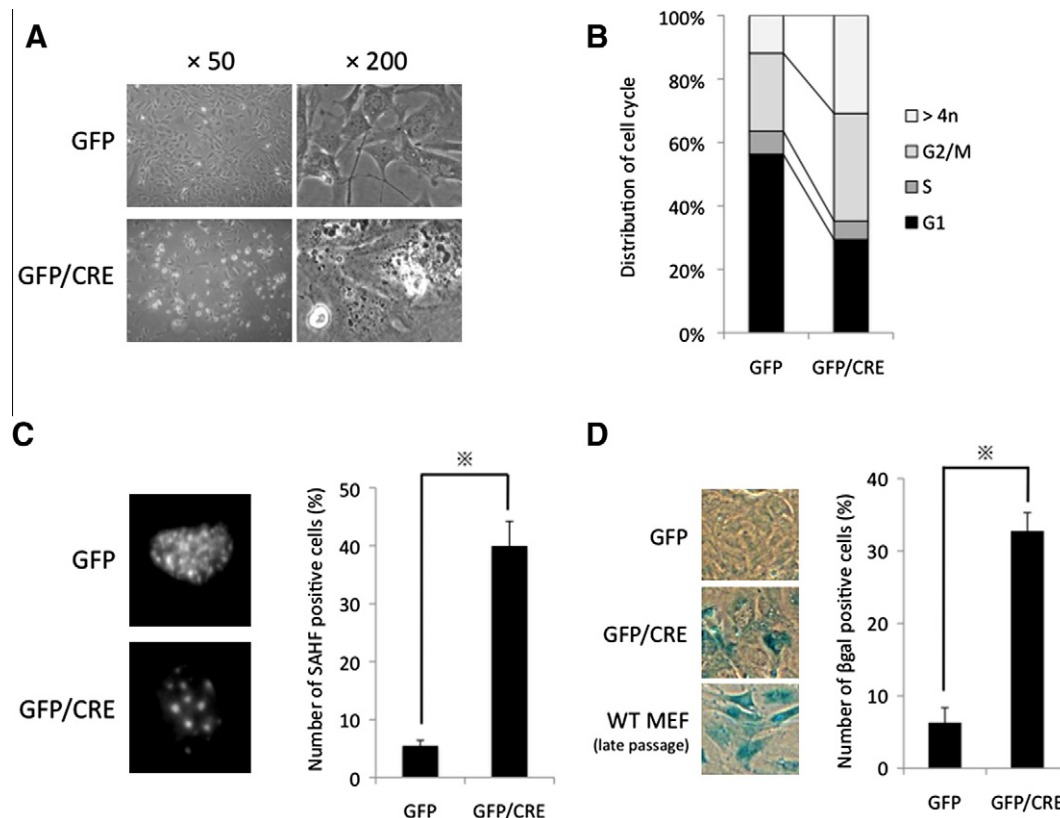 A
× 50
× 200
GFP
GFP/CRE
B
Distribution of cell cycle
100%
80%
60%
40%
20%
0%
GFP
GFP/CRE
> 4n
G2/M
S
G1
C
GFP
GFP/CRE
Number of SAHF positive cells (%)
50
40
30
20
10
0
※
GFP
GFP/CRE
D
GFP
GFP/CRE
WT MEF
(late passage)
Number of βgal positive cells (%)
40
30
20
10
0
※
GFP
GFP/CRE